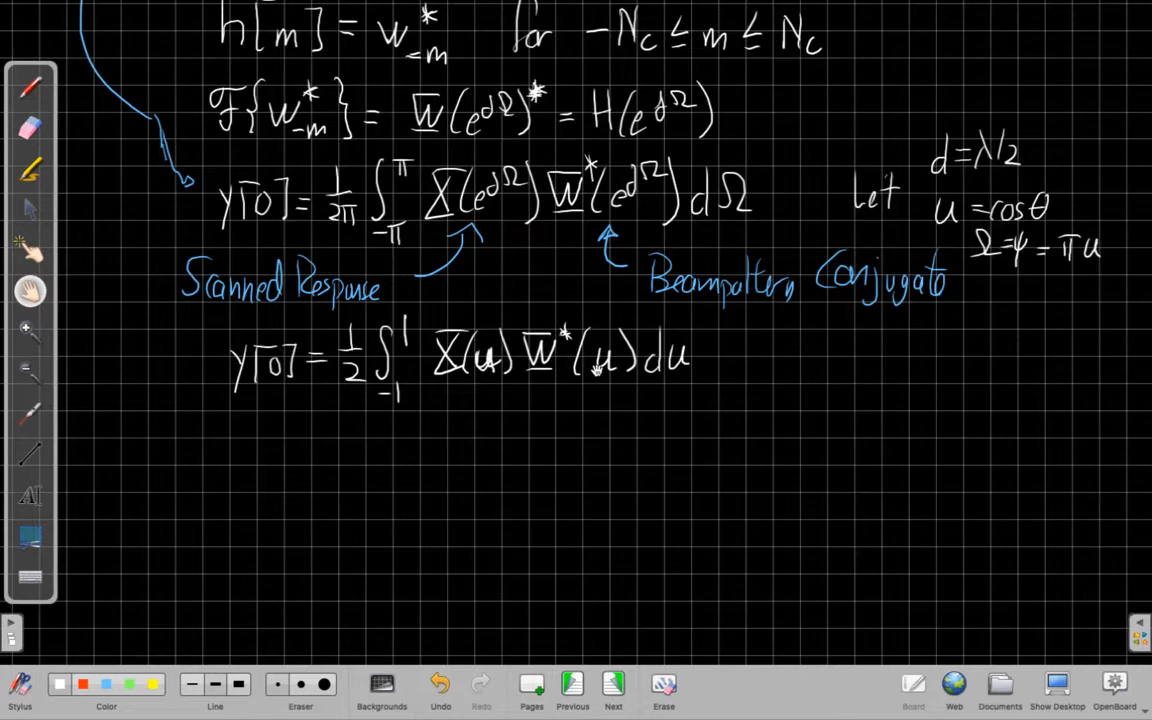 h[m] = w*_-m for -N_c ≤ m ≤ N_c
F{w*_-m} = W(e^jΩ)* = H(e^jΩ)
y[0] = 1/2π ∫_-π^π X(e^jΩ) W*(e^jΩ) dΩ
Let
d = λ/2
u = cosθ
Ω = ψ = πu
Scanned Response
Beampattern Conjugate
y[0] = 1/2 ∫_-1^1 X(u) W*(u) du
Stylus
Color
Line
Eraser
Backgrounds
Undo
Redo
Pages
Previous
Next
Erase
Board
Web
Documents
Show Desktop
OpenBoard